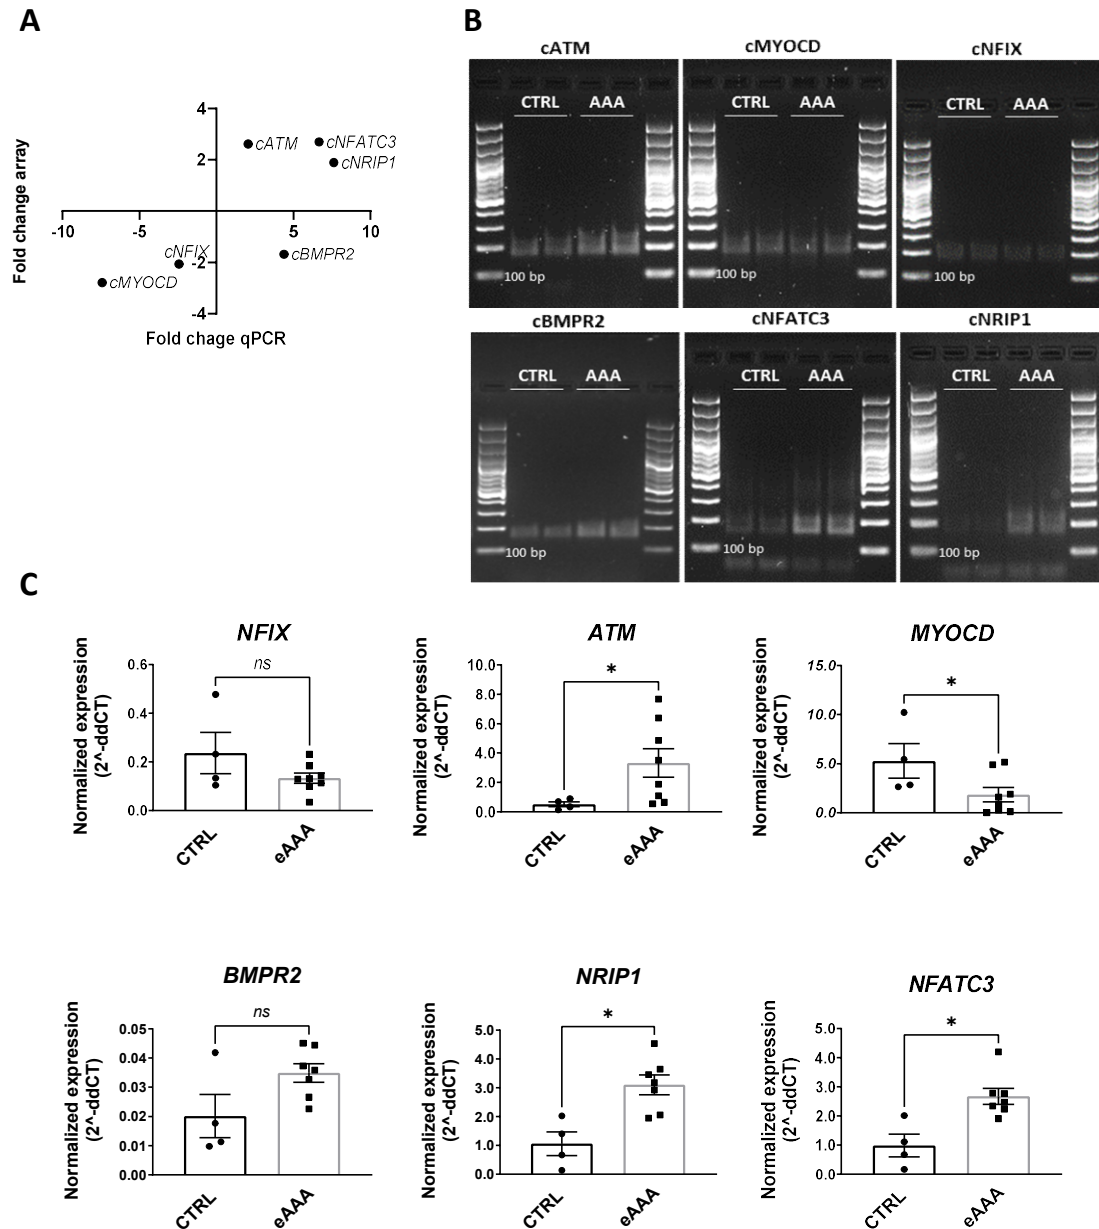 A
B
Fold change array
4
2
-2
-4
-10
-5
5
10
cATM
cNFATC3
cNRIP1
cNFIX
cBMPR2
cMYOCD
Fold chage qPCR
cATM
CTRL AAA
100 bp
cMYOCD
CTRL AAA
100 bp
cNFIX
CTRL AAA
100 bp
cBMPR2
CTRL AAA
100 bp
cNFATC3
CTRL AAA
100 bp
cNRIP1
CTRL AAA
100 bp
C
NFIX
Normalized expression
(2^-ddCT)
0.6
0.4
0.2
0.0
ns
CTRL
eAAA
ATM
Normalized expression
(2^-ddCT)
10.0
8.0
6.0
4.0
2.0
0.0
*
CTRL
eAAA
MYOCD
Normalized expression
(2^-ddCT)
15.0
10.0
5.0
0.0
*
CTRL
eAAA
BMPR2
Normalized expression
(2^-ddCT)
0.05
0.04
0.03
0.02
0.01
0.00
ns
CTRL
eAAA
NRIP1
Normalized expression
(2^-ddCT)
5.0
4.0
3.0
2.0
1.0
0.0
*
CTRL
eAAA
NFATC3
Normalized expression
(2^-ddCT)
5.0
4.0
3.0
2.0
1.0
0.0
*
CTRL
eAAA